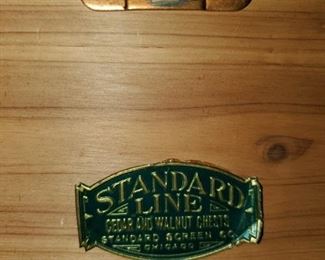 STANDARD
LINE
CEDAR AND WALNUT CHESTS
STANDARD SCREEN CO.
CHICAGO